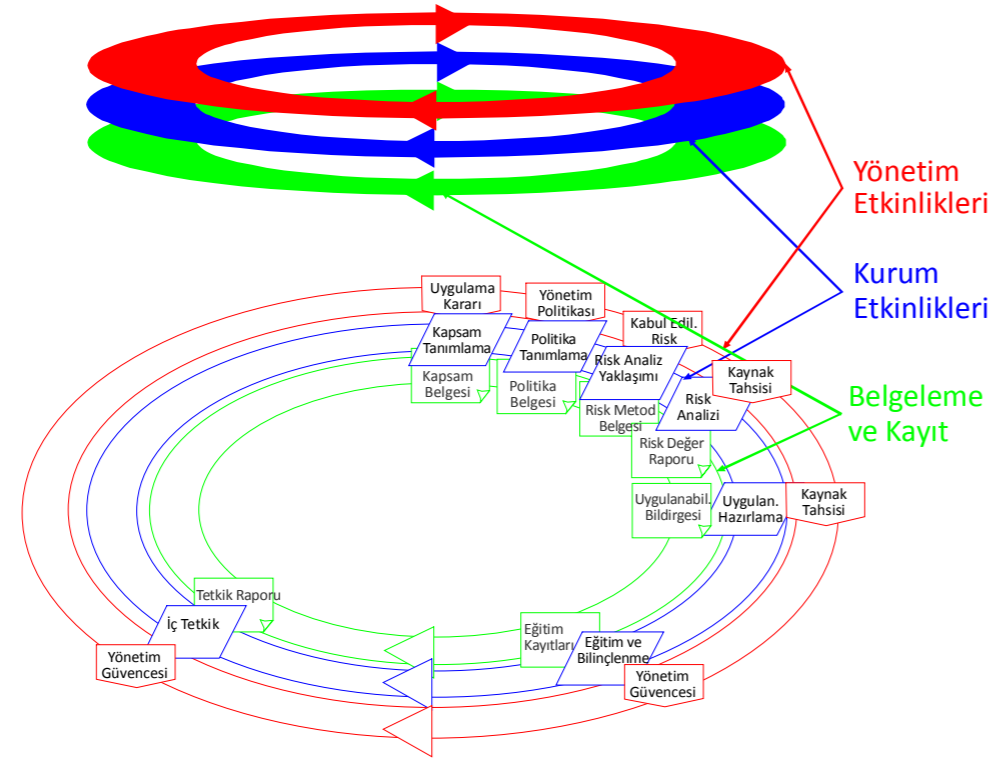 Yönetim
Etkinlikleri
Kurum
Etkinlikleri
Belgeleme
ve Kayıt
Uygulama
Kararı
Yönetim
Politikası
Kabul Edil.
Risk
Kaynak
Tahsisi
Kapsam
Tanımlama
Politika
Tanımlama
Risk Analiz
Yaklaşımı
Risk
Analizi
Kapsam
Belgesi
Politika
Belgesi
Risk Metod
Belgesi
Risk Değer
Raporu
Uygulanabil.
Bildirgesi
Uygulan.
Hazırlama
Kaynak
Tahsisi
Tetkik Raporu
İç Tetkik
Yönetim
Güvencesi
Eğitim
Kayıtları
Eğitim ve
Bilinçlenme
Yönetim
Güvencesi